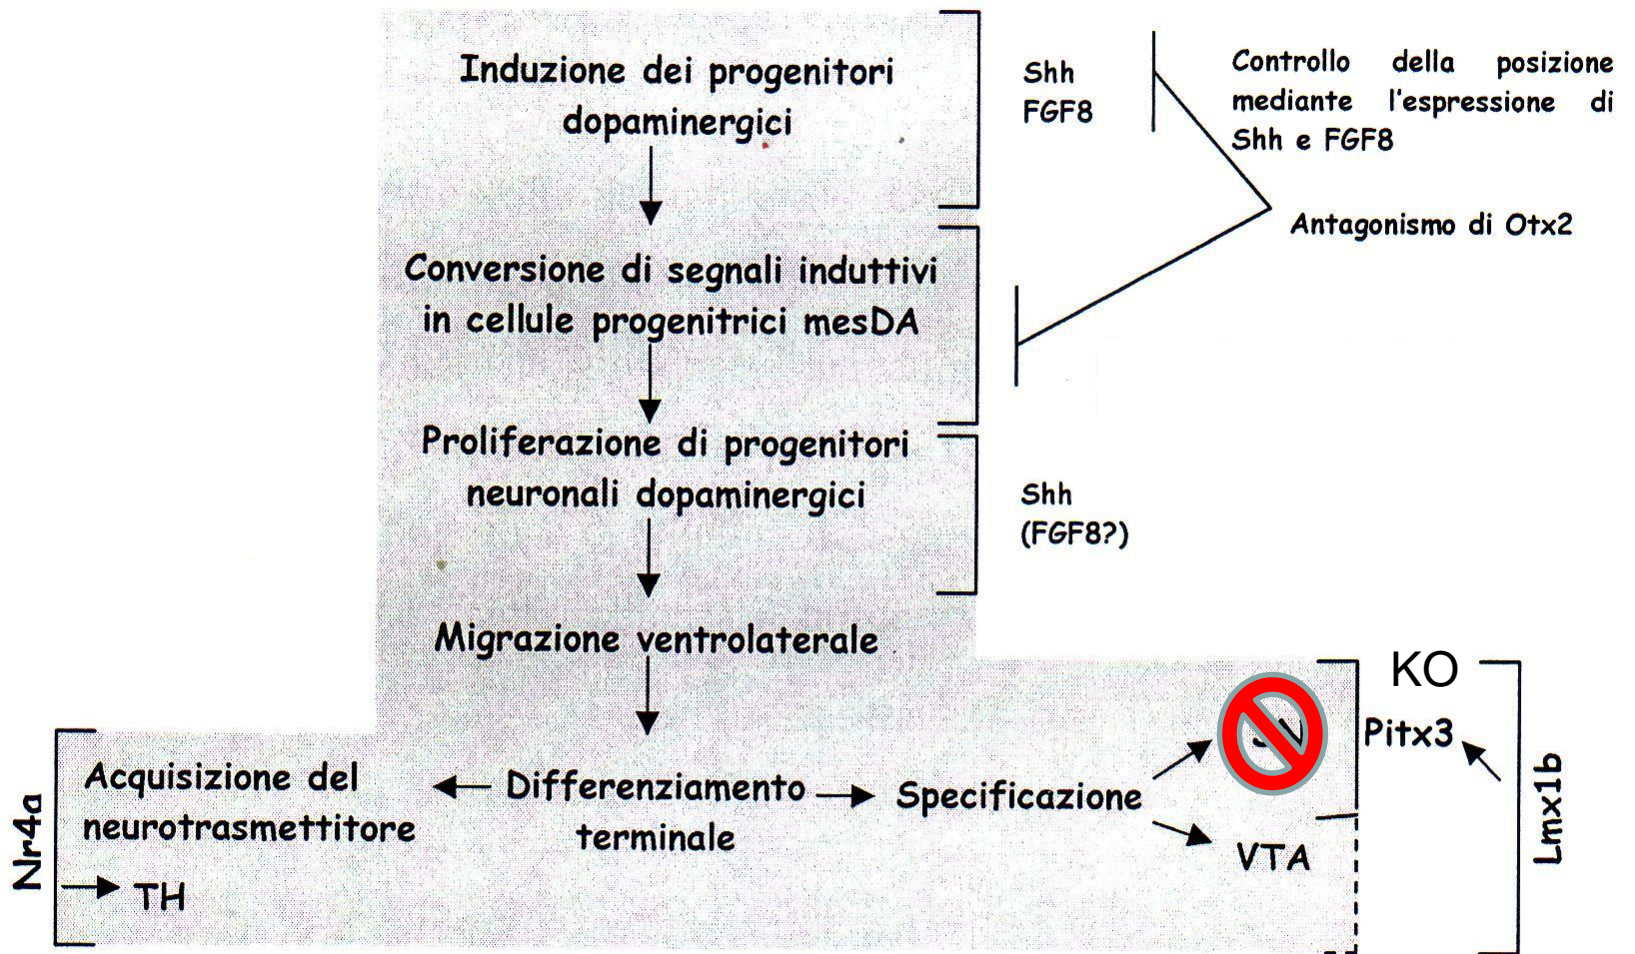 Induzione dei progenitori
dopaminergici
Shh
FGF8
Controllo della posizione
mediante l'espressione di
Shh e FGF8
Antagonismo di Otx2
Conversione di segnali induttivi
in cellule progenitrici mesDA
Proliferazione di progenitori
neuronali dopaminergici
Shh
(FGF8?)
Migrazione ventrolaterale
Nr4a
Acquisizione del
neurotrasmettitore
TH
Differenziamento
terminale
Specificazione
VTA
KO
Pitx3
Lmx1b